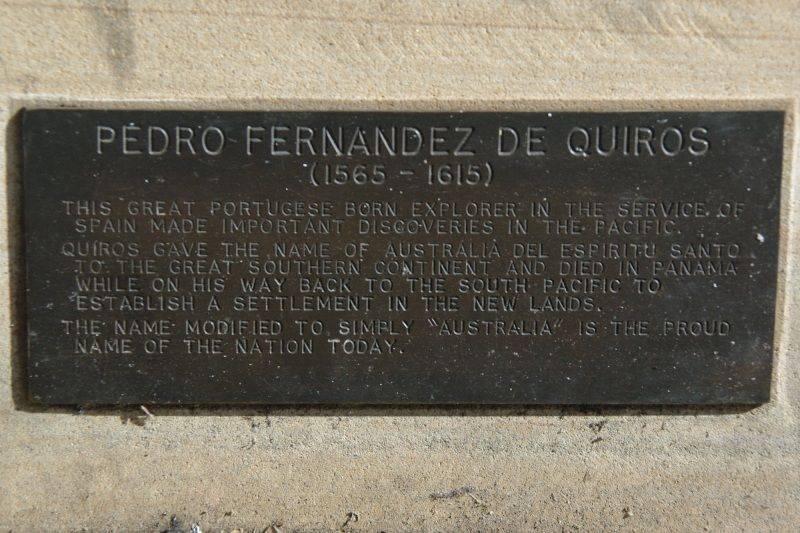 PEDRO FERNANDEZ DE QUIROS
(1565 - 1615)
THIS GREAT PORTUGESE BORN EXPLORER IN THE SERVICE OF
SPAIN MADE IMPORTANT DISCOVERIES IN THE PACIFIC.
QUIROS GAVE THE NAME OF AUSTRALIA DEL ESPIRITU SANTO
TO THE GREAT SOUTHERN CONTINENT AND DIED IN PANAMA
WHILE ON HIS WAY BACK TO THE SOUTH PACIFIC TO
ESTABLISH A SETTLEMENT IN THE NEW LANDS.
THE NAME MODIFIED TO SIMPLY "AUSTRALIA" IS THE PROUD
NAME OF THE NATION TODAY.